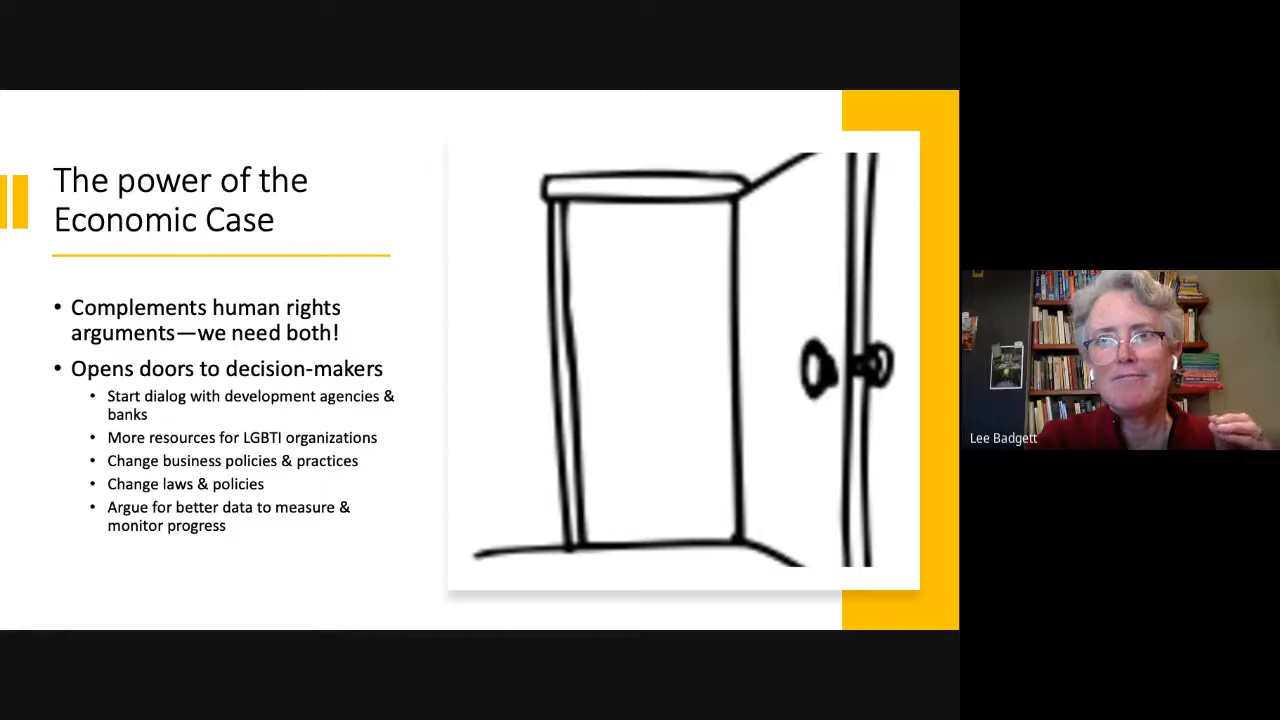 The power of the
Economic Case
• Complements human rights
arguments—we need both!
• Opens doors to decision-makers
• Start dialog with development agencies &
banks
• More resources for LGBTI organizations
• Change business policies & practices
• Change laws & policies
• Argue for better data to measure &
monitor progress
Lee Badgett